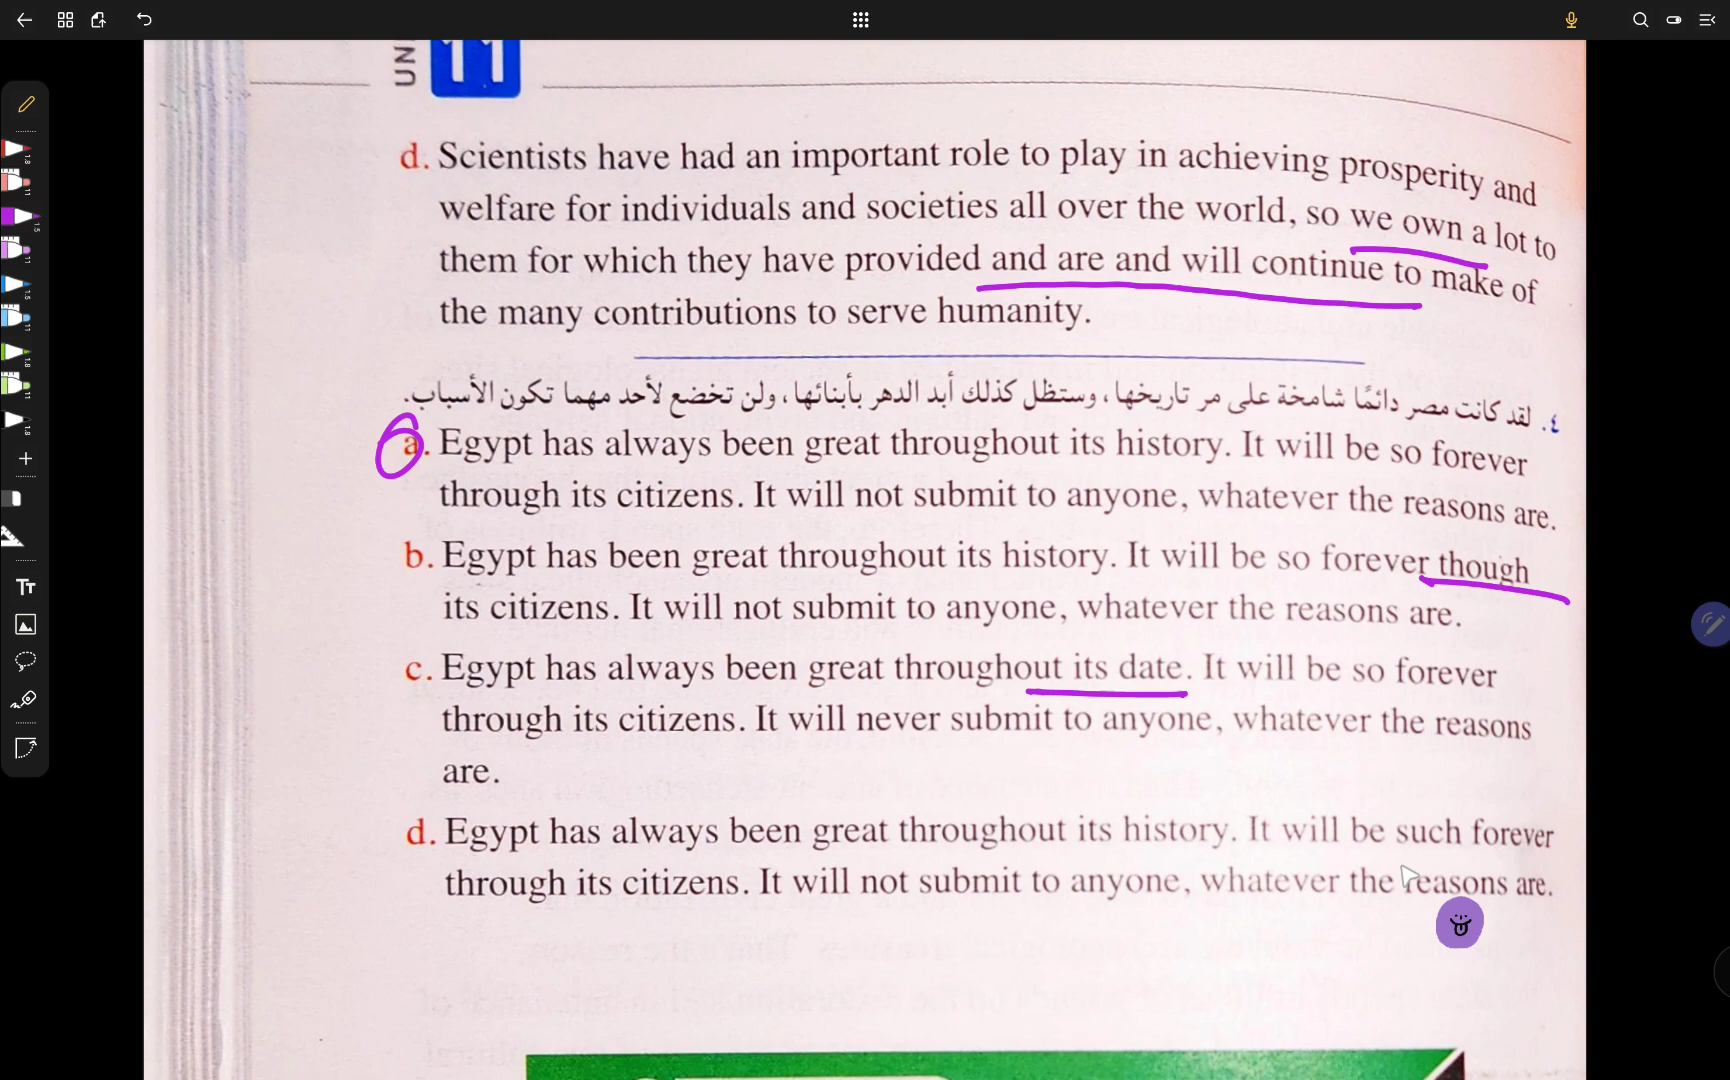 UN
11
d. Scientists have had an important role to play in achieving prosperity and
welfare for individuals and societies all over the world, so we own a lot to
them for which they have provided and are and will continue to make of
the many contributions to serve humanity.
٤. لقد كانت مصر دائمًا شامخة على مر تاريخها، وستظل كذلك أبد الدهر بأبنائها، ولن تخضع لأحد مهما تكون الأسباب.
a. Egypt has always been great throughout its history. It will be so forever
through its citizens. It will not submit to anyone, whatever the reasons are.
b. Egypt has been great throughout its history. It will be so forever though
its citizens. It will not submit to anyone, whatever the reasons are.
c. Egypt has always been great throughout its date. It will be so forever
through its citizens. It will never submit to anyone, whatever the reasons
are.
d. Egypt has always been great throughout its history. It will be such forever
through its citizens. It will not submit to anyone, whatever the reasons are.